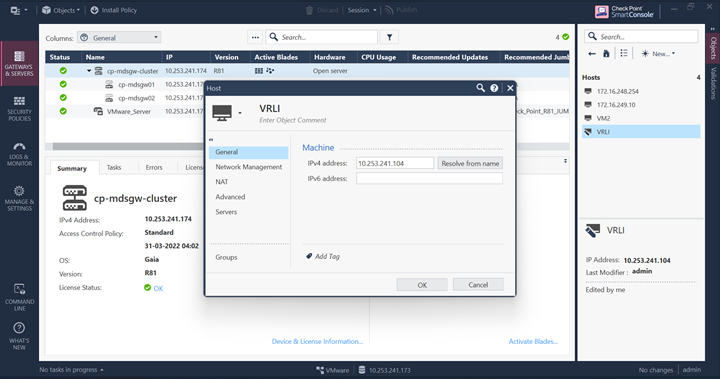 Objects
Install Policy
Discard
Session
Publish
Check Point
SmartConsole
Columns:
General
Search...
4
Status Name IP Version Active Blades Hardware CPU Usage Recommended Updates Recommended Jum
cp-mdsgw-cluster 10.253.241.174 R81 Open server
cp-mdsgw01 10.253.241.174
cp-mdsgw02
VMware_Server
eck_Point_R81_JUM
GATEWAYS
& SERVERS
SECURITY
POLICIES
LOGS &
MONITOR
MANAGE &
SETTINGS
COMMAND
LINE
WHAT'S
NEW
Summary Tasks Errors Licens
cp-mdsgw-cluster
IPv4 Address: 10.253.241.174
Access Control Policy: Standard
31-03-2022 04:02
OS: Gaia
Version: R81
License Status: OK
Device & License Information...
Activate Blades...
Host
VRLI
Enter Object Comment
General
Network Management
NAT
Advanced
Servers
Groups
Machine
IPv4 address: 10.253.241.104 Resolve from name
IPv6 address:
Add Tag
OK Cancel
Search...
New...
Hosts 4
172.16.248.254
172.16.249.10
VM2
VRLI
VRLI
IP Address: 10.253.241.104
Last Modifier : admin
Edited by me
Objects
Validations
No tasks in progress
VMware
10.253.241.173
No changes
admin